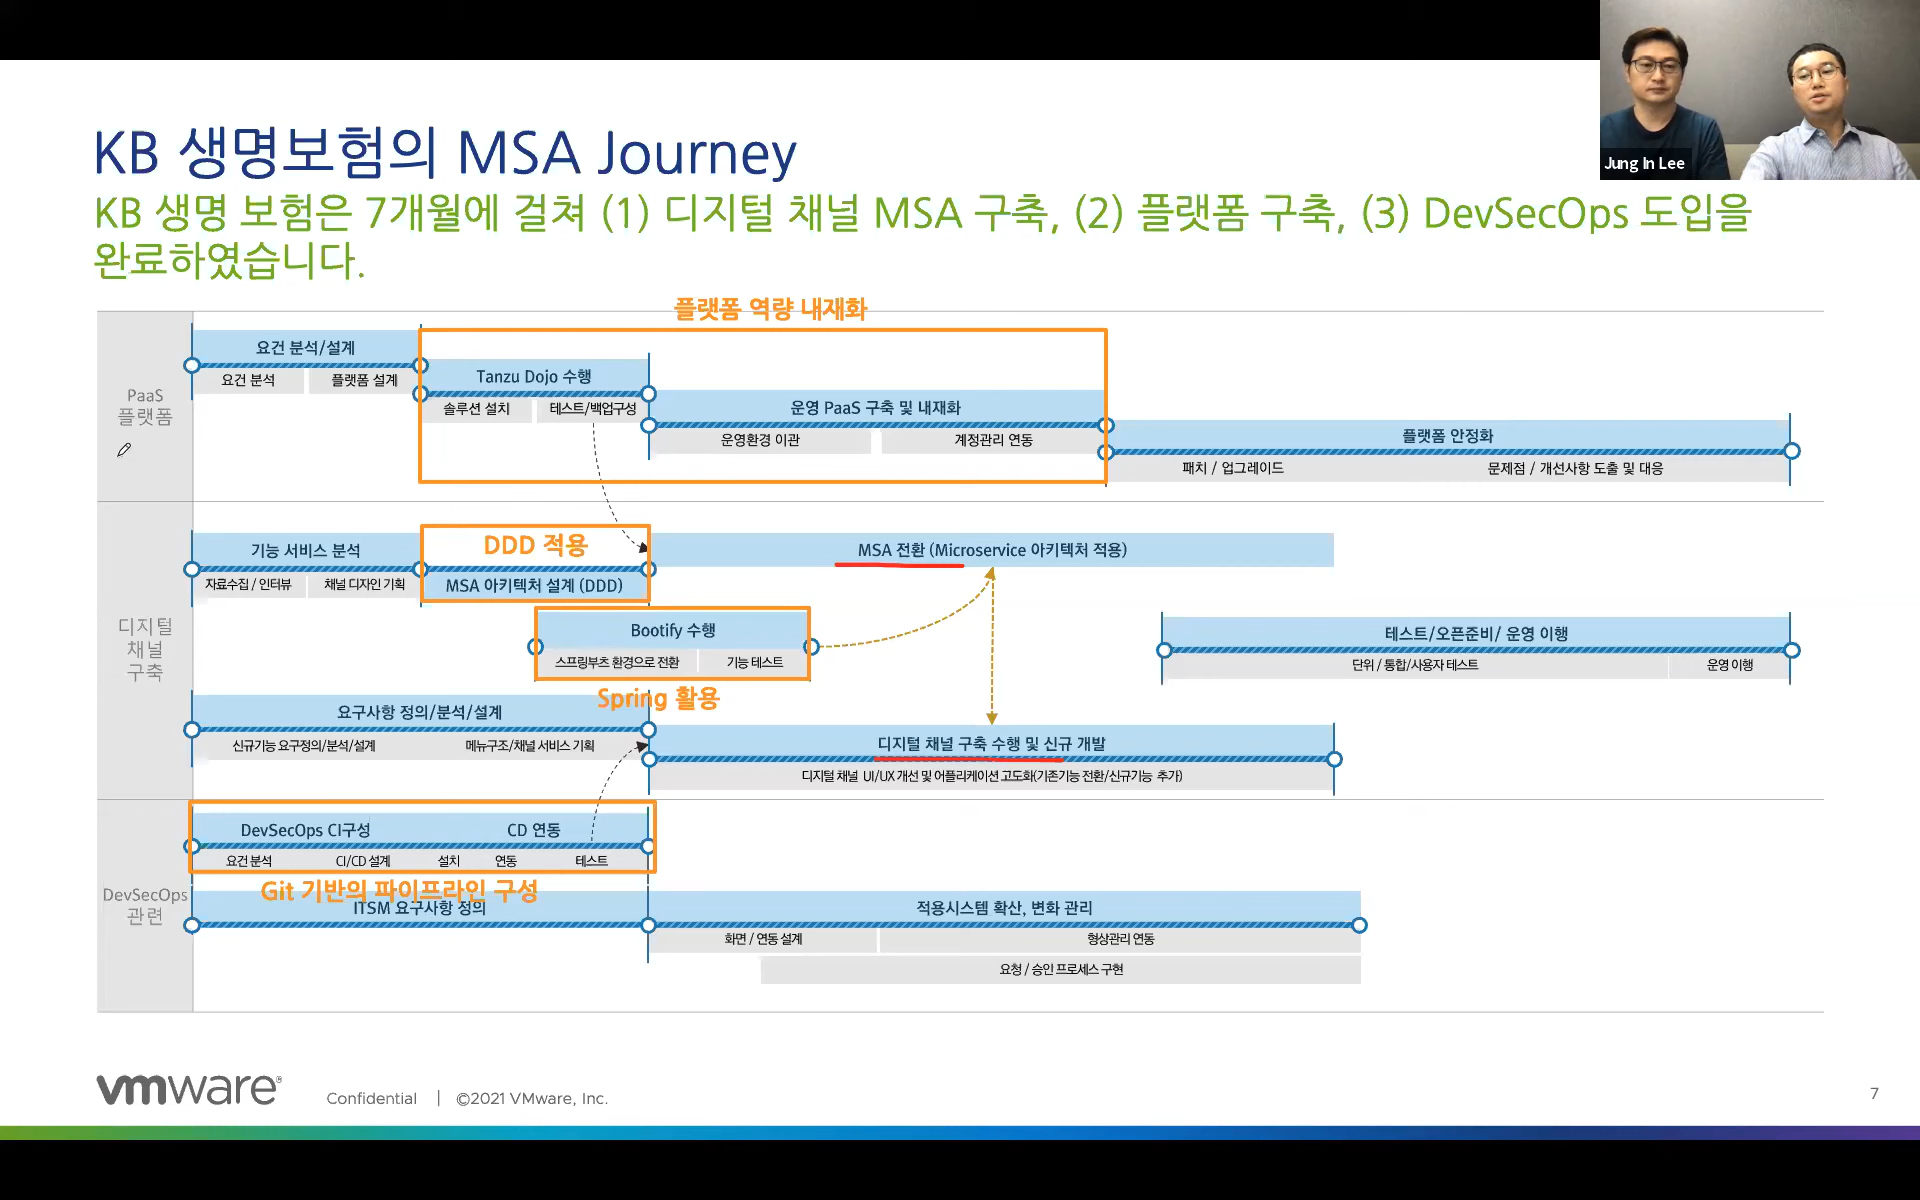 Jung In Lee
KB 생명보험의 MSA Journey
KB 생명 보험은 7개월에 걸쳐 (1) 디지털 채널 MSA 구축, (2) 플랫폼 구축, (3) DevSecOps 도입을
완료하였습니다.
플랫폼 역량 내재화
PaaS
플랫폼
요건 분석/설계
요건 분석
플랫폼 설계
Tanzu Dojo 수행
솔루션 설치
테스트/백업구성
운영 PaaS 구축 및 내재화
운영환경 이관
계정관리 연동
플랫폼 안정화
패치 / 업그레이드
문제점 / 개선사항 도출 및 대응
디지털
채널
구축
기능 서비스 분석
자료수집 / 인터뷰
채널 디자인 기획
DDD 적용
MSA 아키텍처 설계 (DDD)
MSA 전환 (Microservice 아키텍처 적용)
Bootify 수행
스프링부츠 환경으로 전환
기능 테스트
Spring 활용
테스트/오픈준비/ 운영 이행
단위 / 통합/사용자 테스트
운영 이행
요구사항 정의/분석/설계
신규기능 요구정의/분석/설계
메뉴구조/채널 서비스 기획
디지털 채널 구축 수행 및 신규 개발
디지털 채널 UI/UX 개선 및 어플리케이션 고도화(기존기능 전환/신규기능 추가)
DevSecOps
관련
DevSecOps CI구성
CD 연동
요건 분석
CI/CD 설계
설치
연동
테스트
Git 기반의 파이프라인 구성
ITSM 요구사항 정의
적용시스템 확산, 변화 관리
화면 / 연동 설계
형상관리 연동
요청 / 승인 프로세스 구현
vmware®
Confidential | ©2021 VMware, Inc.
7